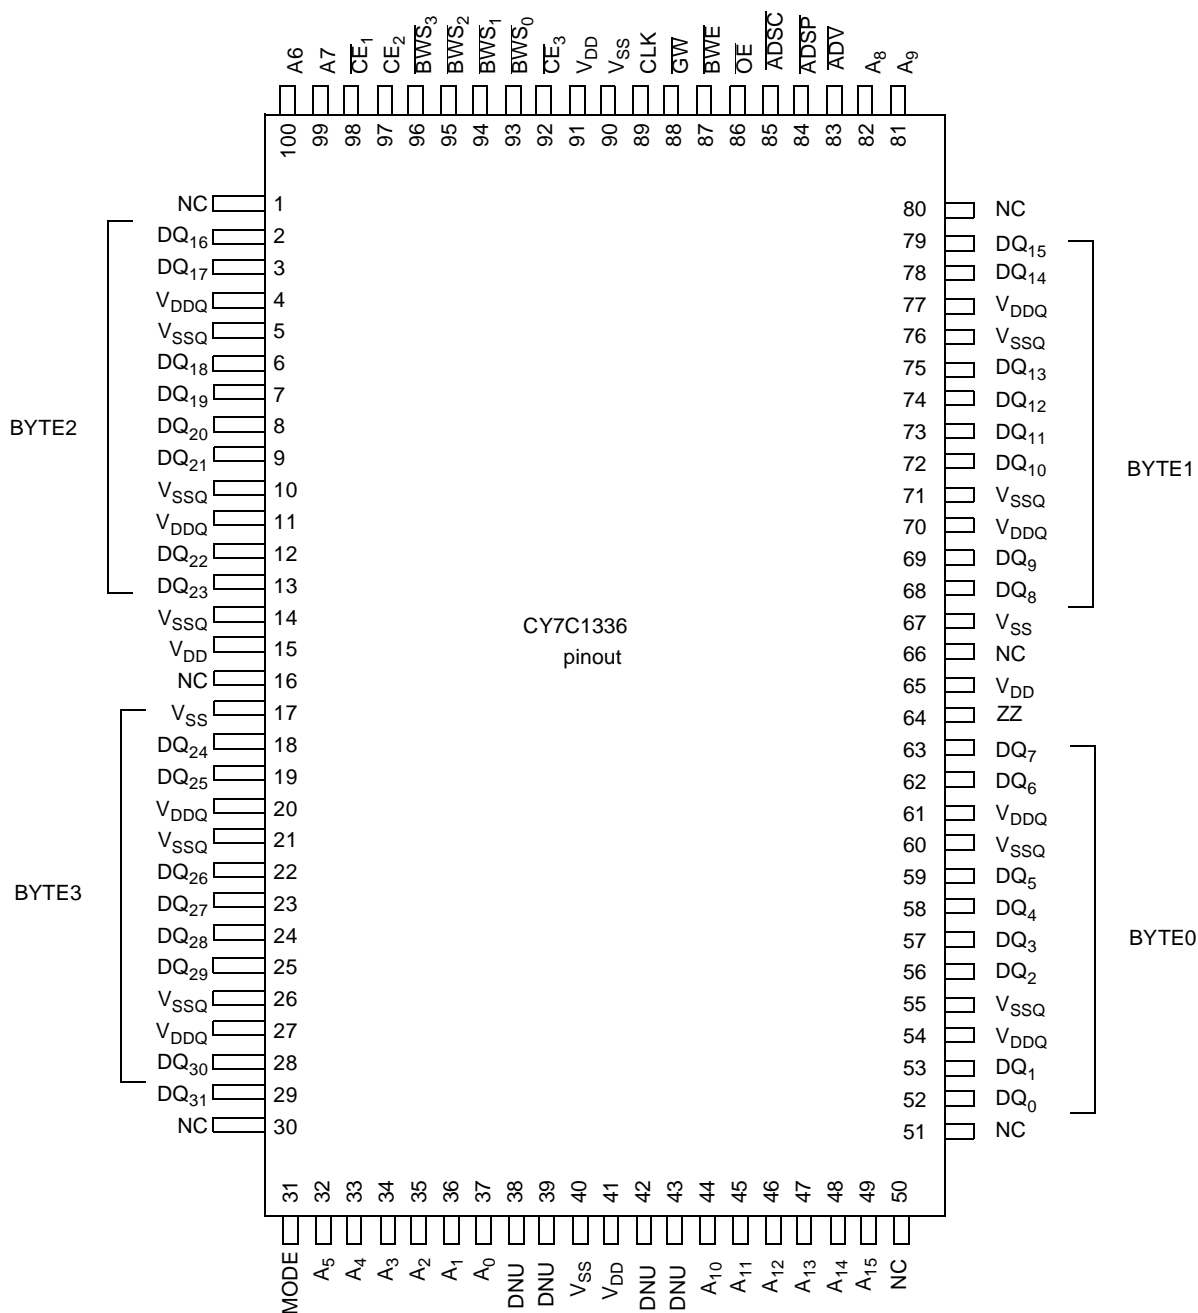 A6 A7 CE1 CE2 BWS3 BWS2 BWS1 BWS0 CE3 VDD VSS CLK GW BWE OE ADSC ADSP ADV A8 A9
100 99 98 97 96 95 94 93 92 91 90 89 88 87 86 85 84 83 82 81
NC 1
DQ16 2
DQ17 3
VDDQ 4
VSSQ 5
DQ18 6
DQ19 7
DQ20 8
BYTE2
DQ21 9
VSSQ 10
VDDQ 11
DQ22 12
DQ23 13
VSSQ 14
VDD 15
NC 16
VSS 17
DQ24 18
DQ25 19
VDDQ 20
VSSQ 21
DQ26 22
BYTE3
DQ27 23
DQ28 24
DQ29 25
VSSQ 26
VDDQ 27
DQ30 28
DQ31 29
NC 30
CY7C1336
pinout
80 NC
79 DQ15
78 DQ14
77 VDDQ
76 VSSQ
75 DQ13
74 DQ12
73 DQ11
72 DQ10
BYTE1
71 VSSQ
70 VDDQ
69 DQ9
68 DQ8
67 VSS
66 NC
65 VDD
64 ZZ
63 DQ7
62 DQ6
61 VDDQ
60 VSSQ
59 DQ5
58 DQ4
57 DQ3
BYTE0
56 DQ2
55 VSSQ
54 VDDQ
53 DQ1
52 DQ0
51 NC
31 32 33 34 35 36 37 38 39 40 41 42 43 44 45 46 47 48 49 50
MODE A5 A4 A3 A2 A1 A0 DNU DNU VSS VDD DNU DNU A10 A11 A12 A13 A14 A15 NC